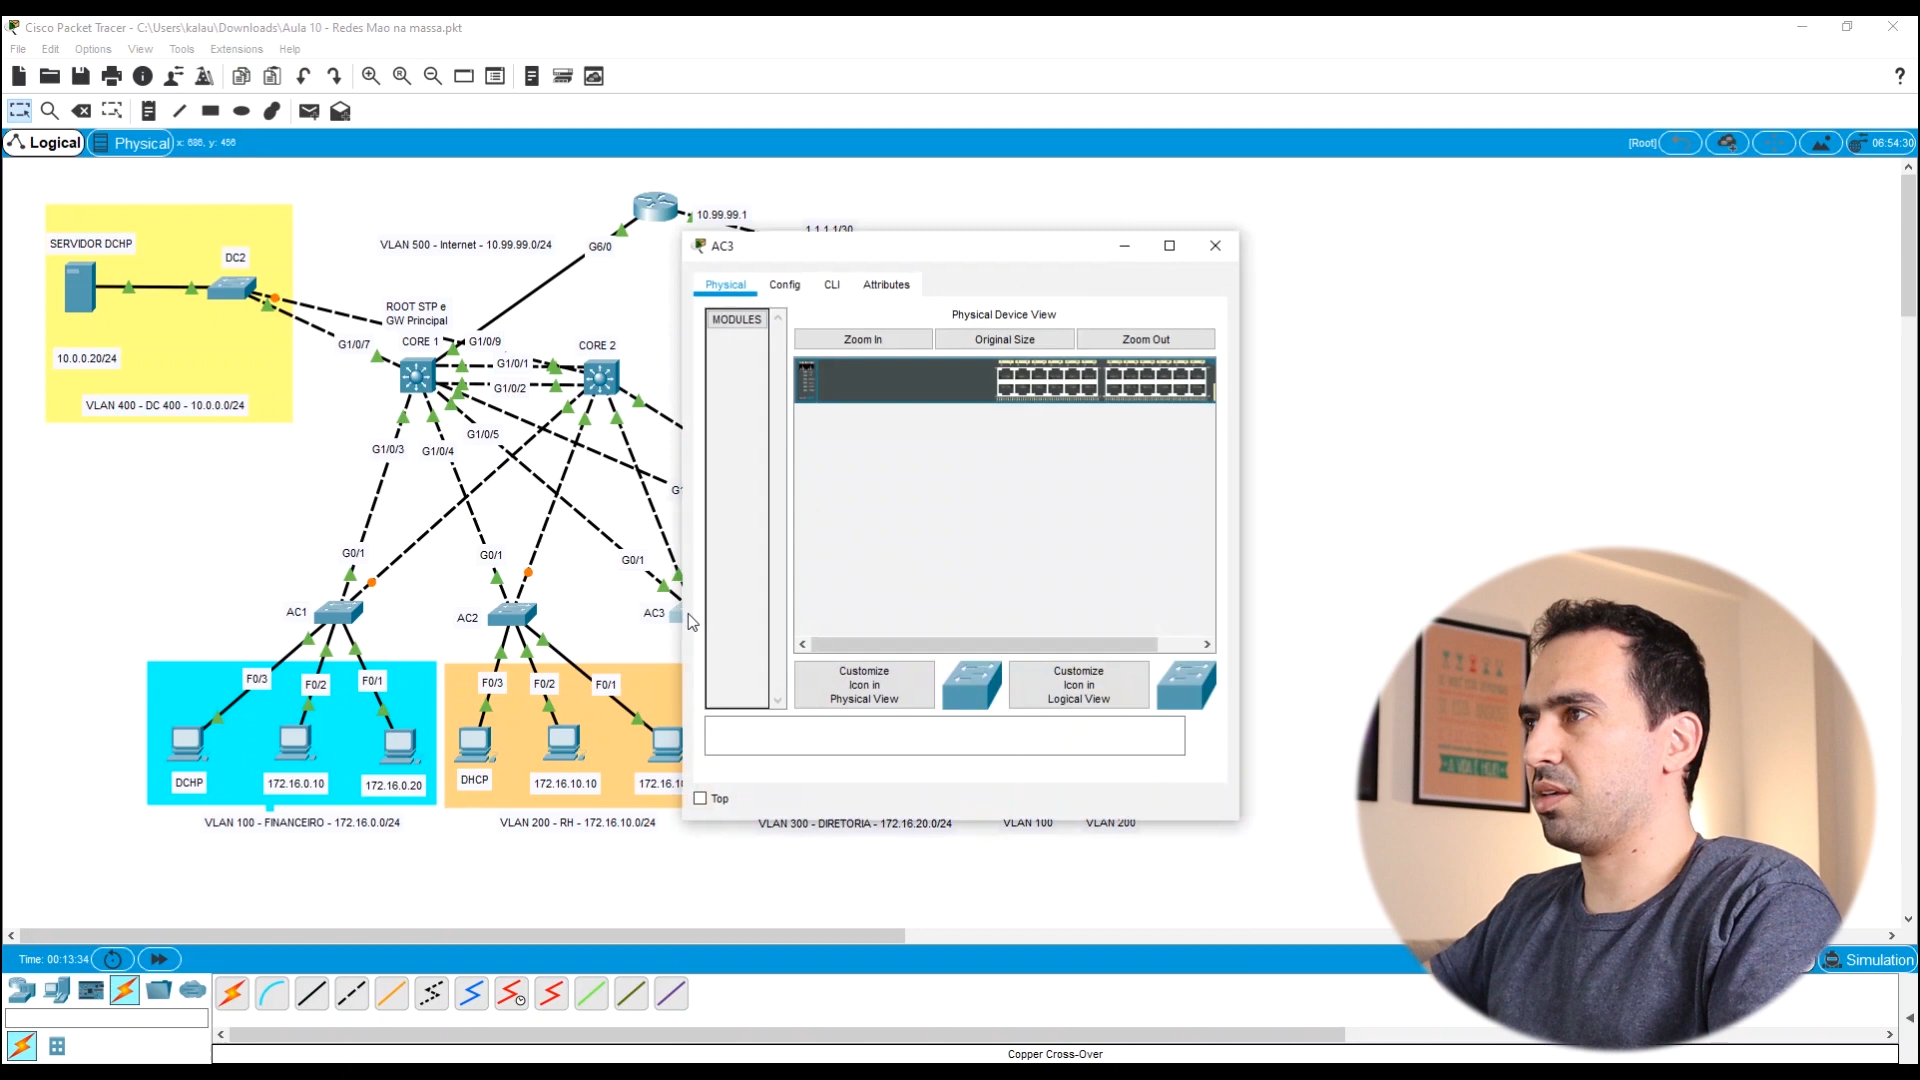 Cisco Packet Tracer - C:\Users\kalau\Downloads\Aula 10 - Redes Mao na massa.pkt
File Edit Options View Tools Extensions Help
?
Logical
Physical
x: 686, y: 456
[Root]
06:54:30
SERVIDOR DCHP
DC2
10.0.0.20/24
VLAN 400 - DC 400 - 10.0.0.0/24
VLAN 500 - Internet - 10.99.99.0/24
G6/0
10.99.99.1
1.1.1.1/30
ROOT STP e
GW Principal
CORE 1
G1/0/9
CORE 2
G1/0/7
G1/0/1
G1/0/2
G1/0/5
G1/0/3
G1/0/4
G0/1
G0/1
G0/1
AC1
AC2
AC3
F0/3
F0/2
F0/1
F0/3
F0/2
F0/1
DCHP
172.16.0.10
172.16.0.20
DHCP
172.16.10.10
VLAN 100 - FINANCEIRO - 172.16.0.0/24
VLAN 200 - RH - 172.16.10.0/24
VLAN 300 - DIRETORIA - 172.16.20.0/24
VLAN 100
VLAN 200
AC3
Physical Config CLI Attributes
MODULES
Physical Device View
Zoom In
Original Size
Zoom Out
Customize
Icon in
Physical View
Customize
Icon in
Logical View
Top
Time: 00:13:34
Simulation
Copper Cross-Over